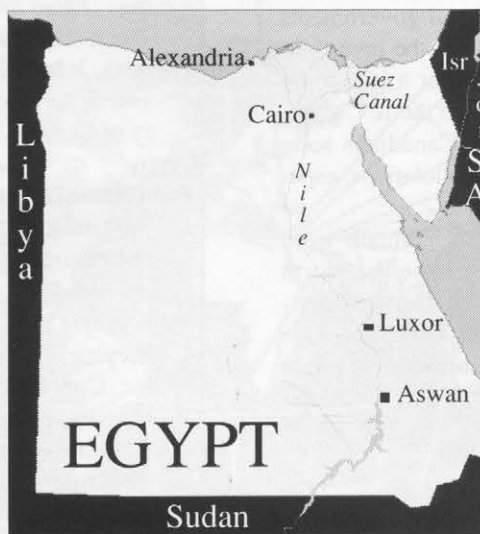 Alexandria
Isr
Suez
Canal
Cairo
Libya
Nile
S
A
Luxor
Aswan
EGYPT
Sudan